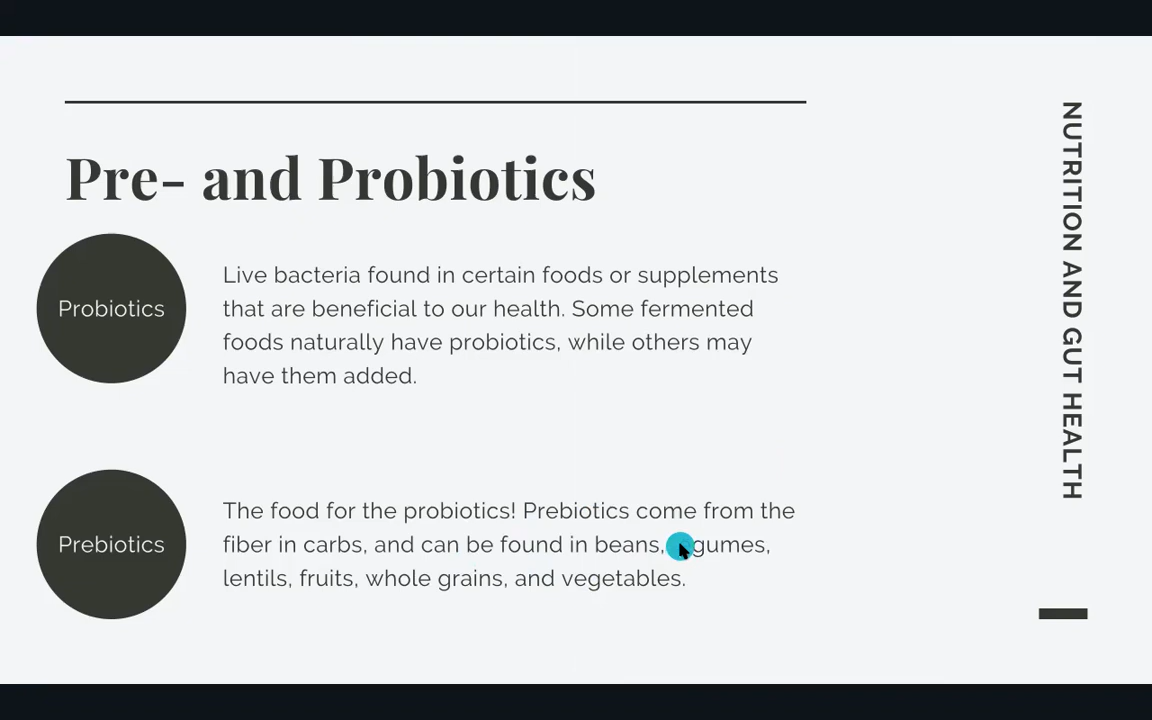 Pre- and Probiotics
Probiotics
Live bacteria found in certain foods or supplements
that are beneficial to our health. Some fermented
foods naturally have probiotics, while others may
have them added.
Prebiotics
The food for the probiotics! Prebiotics come from the
fiber in carbs, and can be found in beans, legumes,
lentils, fruits, whole grains, and vegetables.
NUTRITION AND GUT HEALTH